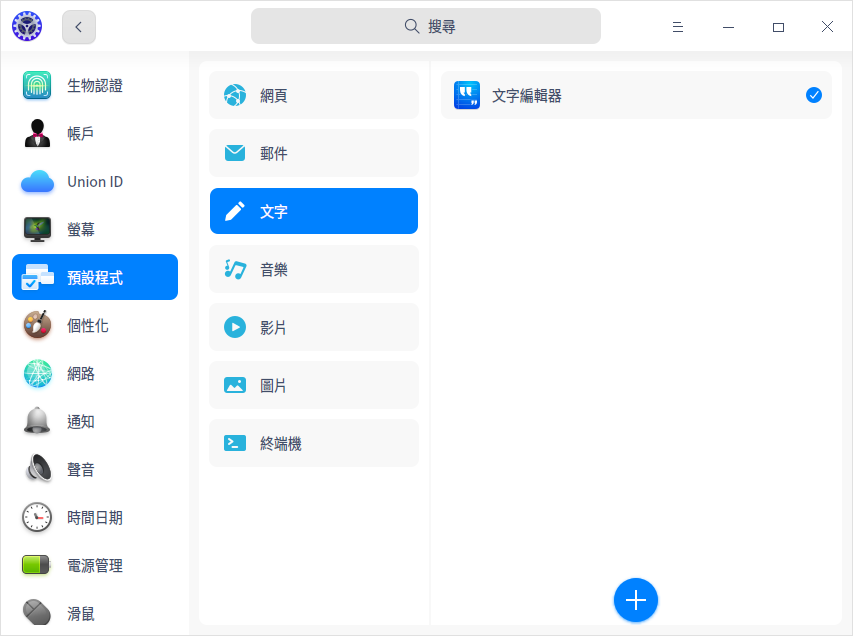 搜尋
生物認證
帳戶
Union ID
螢幕
預設程式
個性化
網路
通知
聲音
時間日期
電源管理
滑鼠
網頁
郵件
文字
音樂
影片
圖片
終端機
文字編輯器